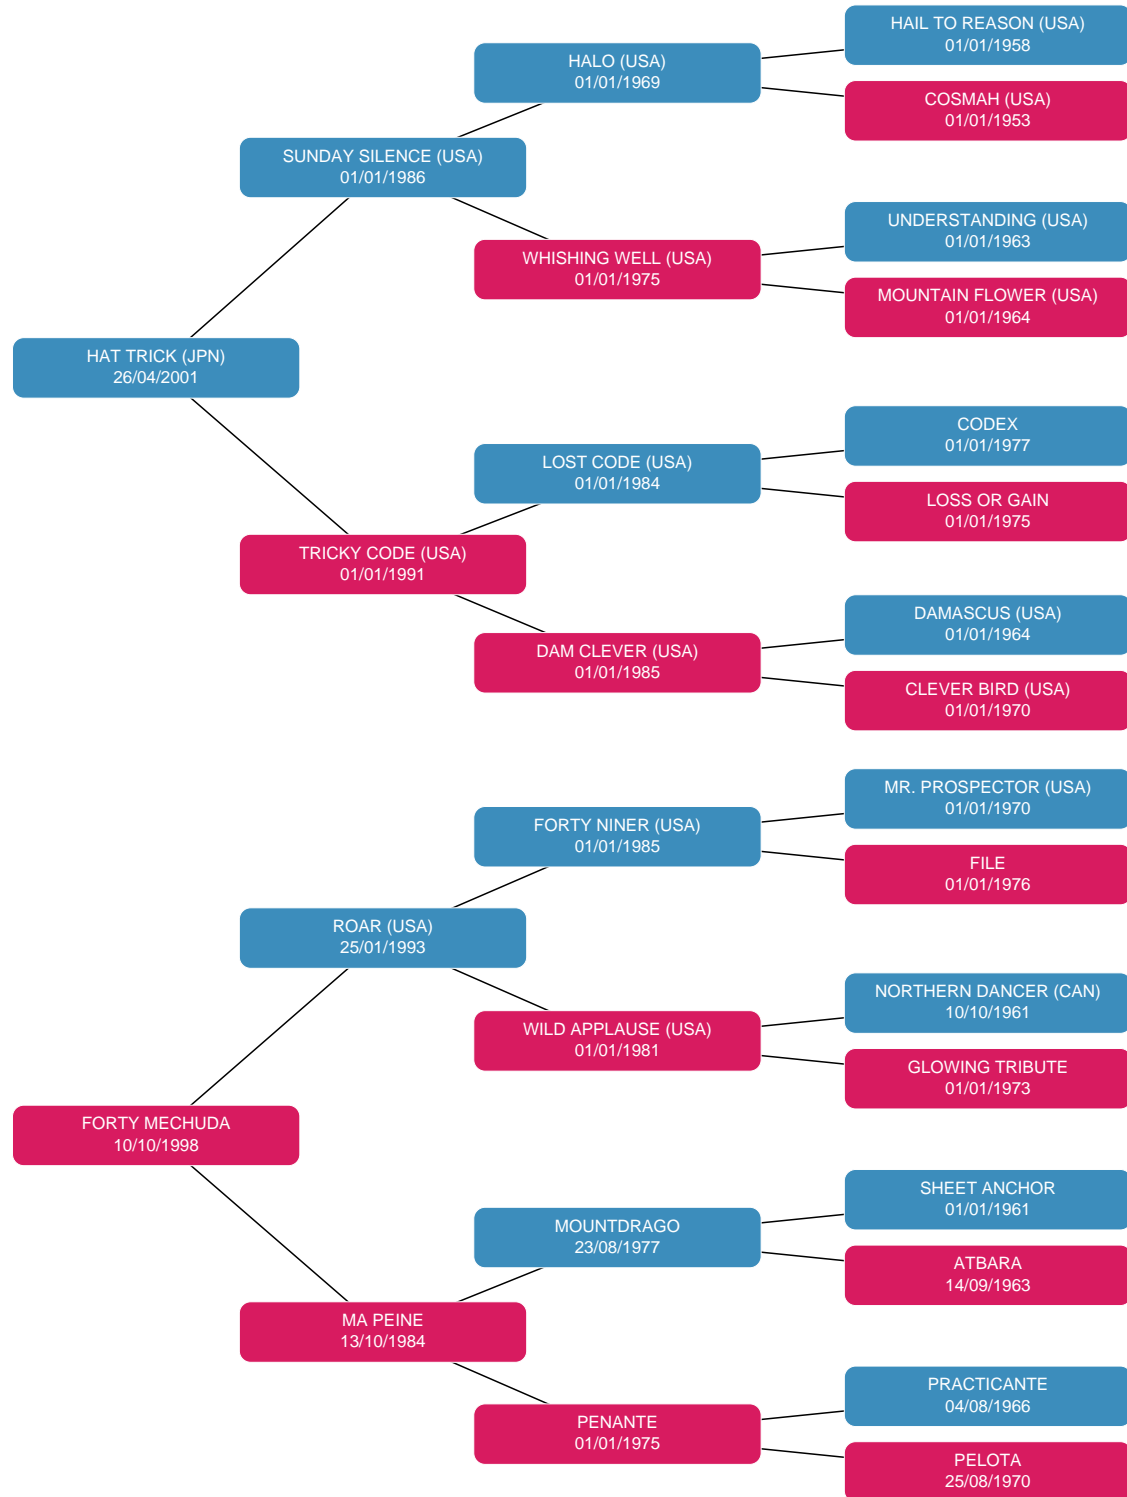 HAIL TO REASON (USA)
01/01/1958
HALO (USA)
01/01/1969
COSMAH (USA)
01/01/1953
SUNDAY SILENCE (USA)
01/01/1986
UNDERSTANDING (USA)
01/01/1963
WHISHING WELL (USA)
01/01/1975
MOUNTAIN FLOWER (USA)
01/01/1964
HAT TRICK (JPN)
26/04/2001
CODEX
01/01/1977
LOST CODE (USA)
01/01/1984
LOSS OR GAIN
01/01/1975
TRICKY CODE (USA)
01/01/1991
DAMASCUS (USA)
01/01/1964
DAM CLEVER (USA)
01/01/1985
CLEVER BIRD (USA)
01/01/1970
MR. PROSPECTOR (USA)
01/01/1970
FORTY NINER (USA)
01/01/1985
FILE
01/01/1976
ROAR (USA)
25/01/1993
NORTHERN DANCER (CAN)
10/10/1961
WILD APPLAUSE (USA)
01/01/1981
GLOWING TRIBUTE
01/01/1973
FORTY MECHUDA
10/10/1998
SHEET ANCHOR
01/01/1961
MOUNTDRAGO
23/08/1977
ATBARA
14/09/1963
MA PEINE
13/10/1984
PRACTICANTE
04/08/1966
PENANTE
01/01/1975
PELOTA
25/08/1970